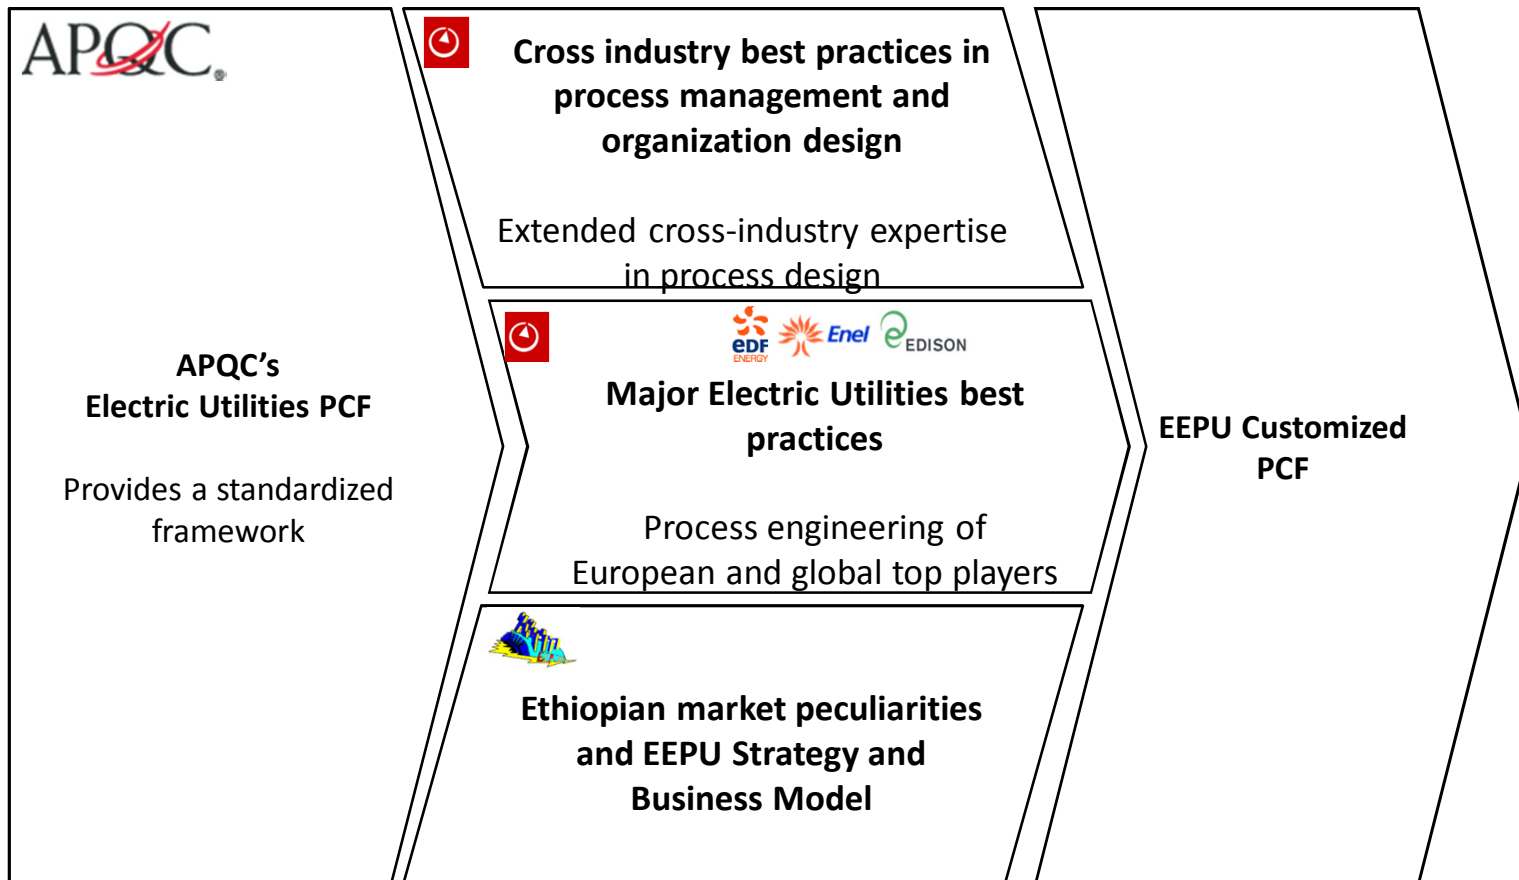 APQC®
APQC’s
Electric Utilities PCF
Provides a standardized
framework
Cross industry best practices in
process management and
organization design
Extended cross-industry expertise
in process design
eDF
ENERGY
Enel
EDISON
Major Electric Utilities best
practices
Process engineering of
European and global top players
Ethiopian market peculiarities
and EEPU Strategy and
Business Model
EEPU Customized
PCF